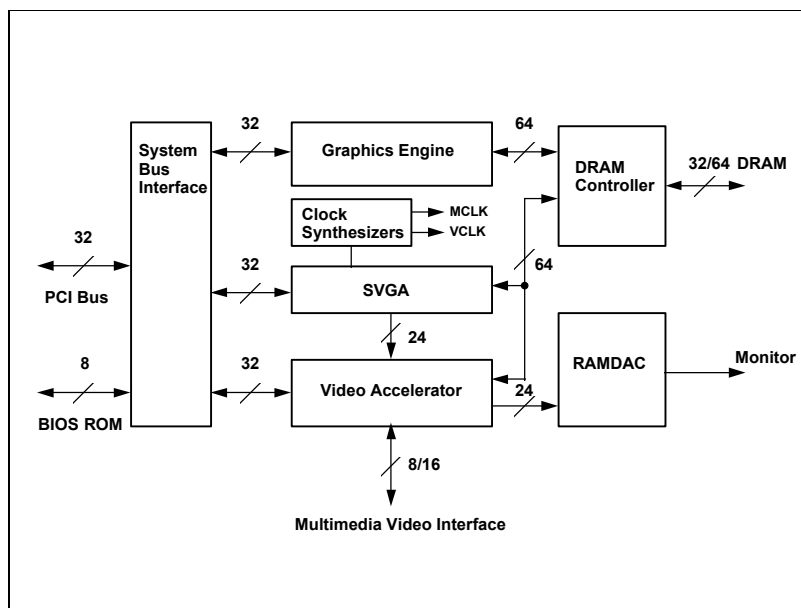 System
Bus
Interface
32
Graphics Engine
64
DRAM
Controller
32/64 DRAM
Clock
Synthesizers
MCLK
VCLK
32
PCI Bus
32
SVGA
64
24
8
BIOS ROM
32
Video Accelerator
24
RAMDAC
Monitor
8/16
Multimedia Video Interface